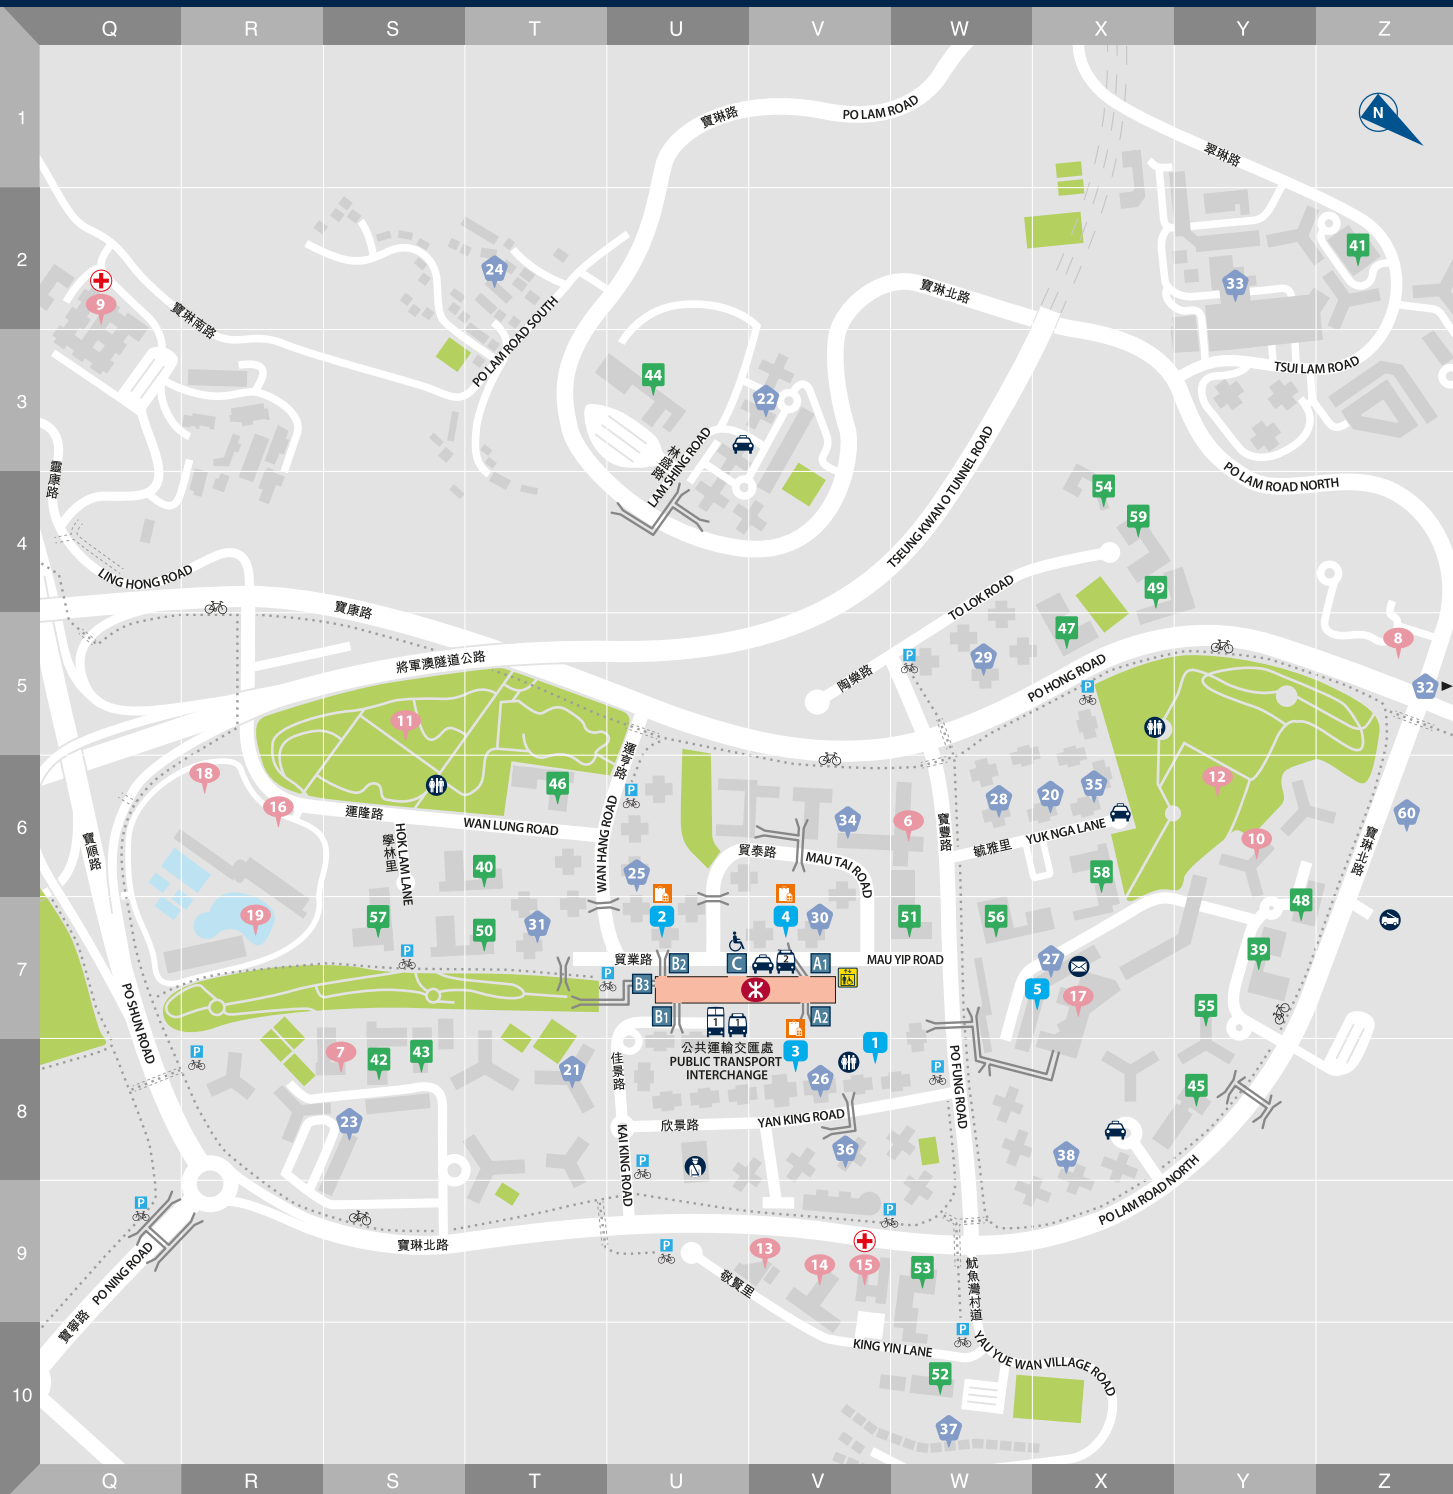 Q R S T U V W X Y Z
1
寶琳路
PO LAM ROAD
N
翠琳路
2
24
41
33
9
寶琳南路
寶琳北路
PO LAM ROAD SOUTH
TSUI LAM ROAD
3
44
22
林盛路
LAM SHING ROAD
靈康路
PO LAM ROAD NORTH
TSEUNG KWAN O TUNNEL ROAD
54
59
4
LING HONG ROAD
TO LOK ROAD
49
寶康路
47
8
將軍澳隧道公路
P
29
陶樂路
PO HONG ROAD
5
P
32
11
運亨路
18
46
P
12
35
20
28
16
運隆路
WAN LUNG ROAD
WAN HANG ROAD
34
6
寶豐路
60
6
YUK NGA LANE
毓雅里
寶順路
學林里
HOK LAM LANE
貿泰路
MAU TAI ROAD
10
寶琳北路
40
25
58
48
19
57
50
31
2
4
30
51
56
39
P
貿業路
B2
C
2
A1
MAU YIP ROAD
27
7
P
B3
5
17
PO SHUN ROAD
B1
1
1
A2
55
P
7
42
43
佳景路
公共運輸交匯處
PUBLIC TRANSPORT
INTERCHANGE
3
1
21
26
P
PO FUNG ROAD
45
8
23
KAI KING ROAD
欣景路
YAN KING ROAD
36
38
P
P
PO LAM ROAD NORTH
P
寶琳北路
P
13
14
15
53
9
PO NING ROAD
寶寧路
敬賢里
魷魚灣村道
P
KING YIN LANE
YAU YUE WAN VILLAGE ROAD
52
10
37
Q R S T U V W X Y Z